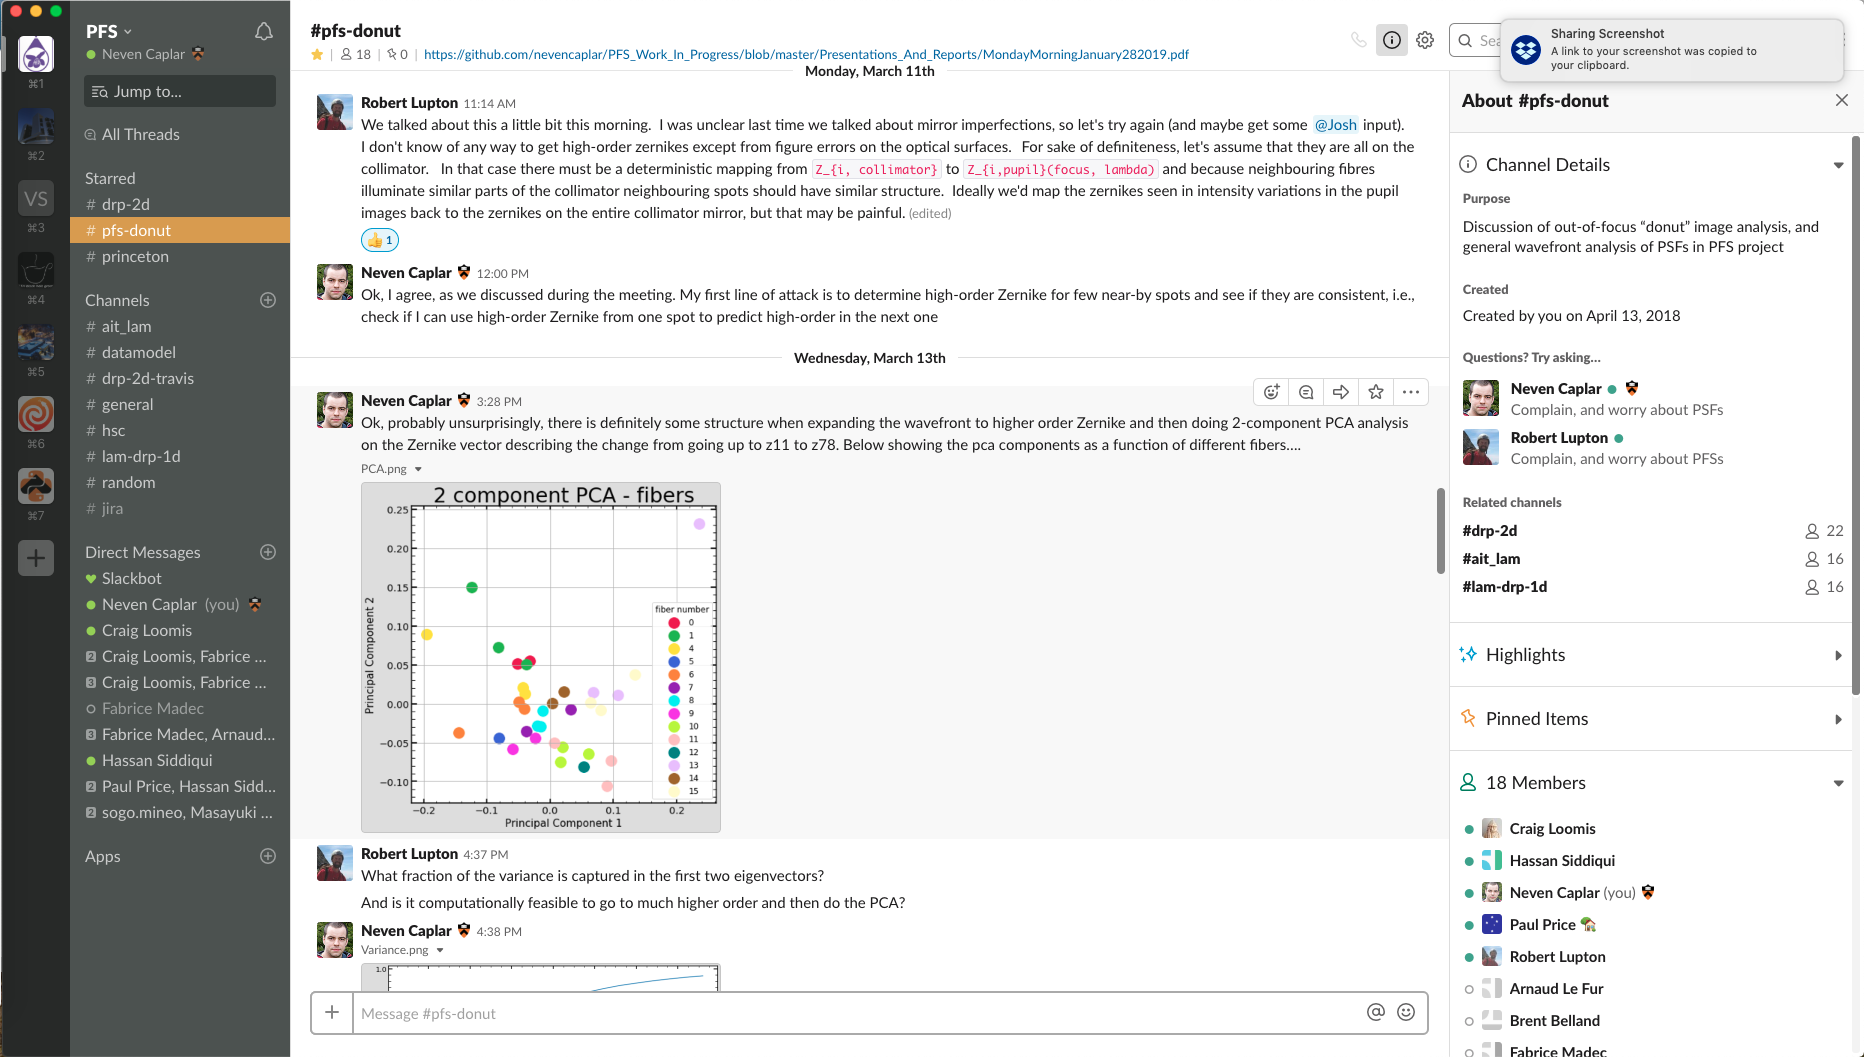 ⌘1
⌘2
VS
⌘3
⌘4
⌘5
⌘6
⌘7
PFS
Neven Caplar
Jump to...
All Threads
Starred
# drp-2d
# pfs-donut
# princeton
Channels
# ait_lam
# datamodel
# drp-2d-travis
# general
# hsc
# lam-drp-1d
# random
# jira
Direct Messages
Slackbot
Neven Caplar (you)
Craig Loomis
2 Craig Loomis, Fabrice ...
3 Craig Loomis, Fabrice ...
Fabrice Madec
3 Fabrice Madec, Arnaud...
Hassan Siddiqui
2 Paul Price, Hassan Sidd...
2 sogo.mineo, Masayuki ...
Apps
#pfs-donut
18 | 0 | https://github.com/nevencaplar/PFS_Work_In_Progress/blob/master/Presentations_And_Reports/MondayMorningJanuary282019.pdf
Monday, March 11th
Robert Lupton 11:14 AM
We talked about this a little bit this morning. I was unclear last time we talked about mirror imperfections, so let's try again (and maybe get some @Josh input).
I don't know of any way to get high-order zernikes except from figure errors on the optical surfaces. For sake of definiteness, let's assume that they are all on the
collimator. In that case there must be a deterministic mapping from Z_{i, collimator} to Z_{i,pupil}(focus, lambda) and because neighbouring fibres
illuminate similar parts of the collimator neighbouring spots should have similar structure. Ideally we'd map the zernikes seen in intensity variations in the pupil
images back to the zernikes on the entire collimator mirror, but that may be painful. (edited)
1
Neven Caplar 12:00 PM
Ok, I agree, as we discussed during the meeting. My first line of attack is to determine high-order Zernike for few near-by spots and see if they are consistent, i.e.,
check if I can use high-order Zernike from one spot to predict high-order in the next one
Wednesday, March 13th
Neven Caplar 3:28 PM
Ok, probably unsurprisingly, there is definitely some structure when expanding the wavefront to higher order Zernike and then doing 2-component PCA analysis
on the Zernike vector describing the change from going up to z11 to z78. Below showing the pca components as a function of different fibers....
PCA.png
2 component PCA - fibers
0.25
0.20
0.15
0.10
0.05
0.00
−0.05
−0.10
Principal Component 2
fiber number
0
1
4
5
6
7
8
9
10
11
12
13
14
15
−0.2 −0.1 0.0 0.1 0.2
Principal Component 1
Robert Lupton 4:37 PM
What fraction of the variance is captured in the first two eigenvectors?
And is it computationally feasible to go to much higher order and then do the PCA?
Neven Caplar 4:38 PM
Variance.png
1.0
Message #pfs-donut
Sea
Sharing Screenshot
A link to your screenshot was copied to
your clipboard.
About #pfs-donut
Channel Details
Purpose
Discussion of out-of-focus “donut” image analysis, and
general wavefront analysis of PSFs in PFS project
Created
Created by you on April 13, 2018
Questions? Try asking...
Neven Caplar
Complain, and worry about PSFs
Robert Lupton
Complain, and worry about PFSs
Related channels
#drp-2d 22
#ait_lam 16
#lam-drp-1d 16
Highlights
Pinned Items
18 Members
Craig Loomis
Hassan Siddiqui
Neven Caplar (you)
Paul Price
Robert Lupton
Arnaud Le Fur
Brent Belland
Fabrice Madec